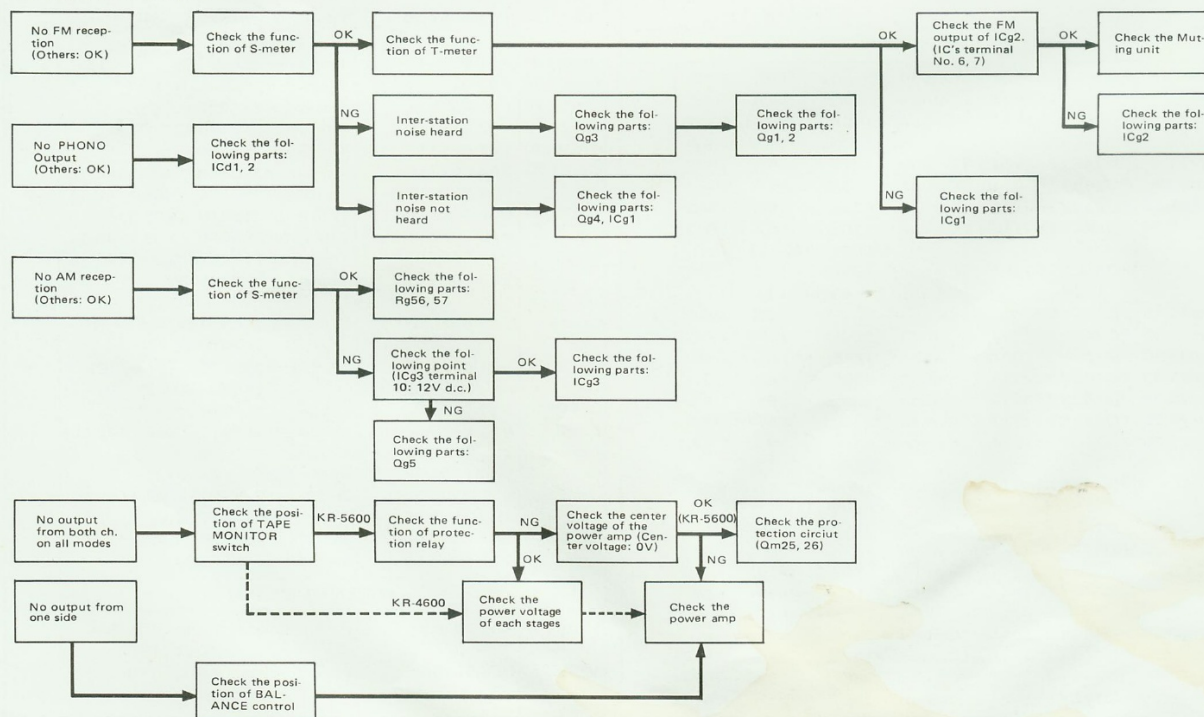 No FM recep-
tion
(Others: OK)
Check the func-
tion of S-meter
OK
Check the func-
tion of T-meter
OK
Check the FM
output of ICg2.
(IC's terminal
No. 6, 7)
OK
Check the Mut-
ing unit
NG
Inter-station
noise heard
Check the fol-
lowing parts:
Qg3
Check the fol-
lowing parts:
Qg1, 2
NG
Check the fol-
lowing parts:
ICg2
No PHONO
Output
(Others: OK)
Check the fol-
lowing parts:
ICd1, 2
Inter-station
noise not
heard
Check the fol-
lowing parts:
Qg4, ICg1
NG
Check the fol-
lowing parts:
ICg1
No AM recep-
tion
(Others: OK)
Check the func-
tion of S-meter
OK
Check the fol-
lowing parts:
Rg56, 57
NG
Check the fol-
lowing point
(ICg3 terminal
10: 12V d.c.)
OK
Check the fol-
lowing parts:
ICg3
NG
Check the fol-
lowing parts:
Qg5
No output
from both ch.
on all modes
Check the posi-
tion of TAPE
MONITOR
switch
KR-5600
Check the func-
tion of protec-
tion relay
NG
Check the center
voltage of the
power amp (Cen-
ter voltage: 0V)
OK
(KR-5600)
Check the pro-
tection circiut
(Qm25, 26)
OK
NG
KR-4600
Check the
power voltage
of each stages
Check the
power amp
No output from
one side
Check the posi-
tion of BAL-
ANCE control